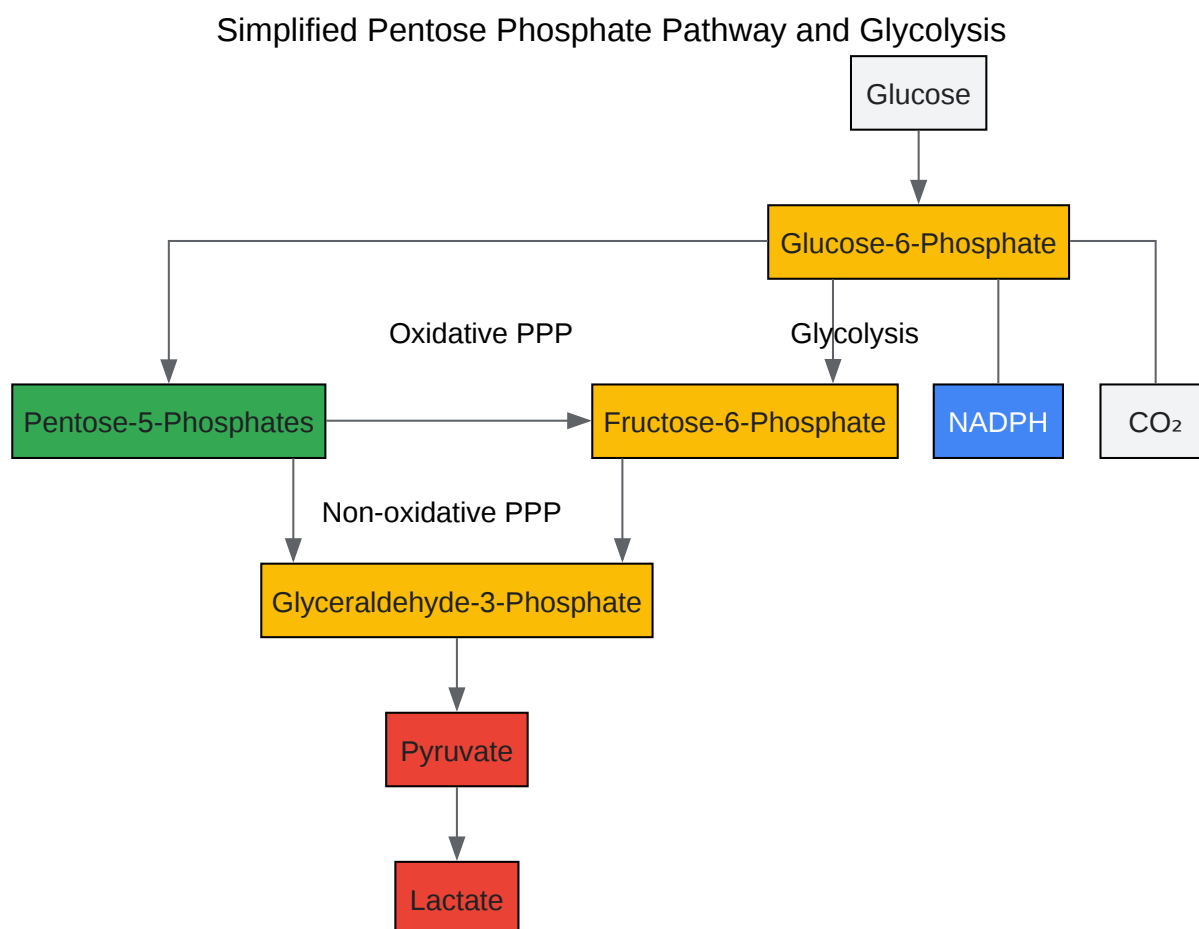 Simplified Pentose Phosphate Pathway and Glycolysis
Glucose
Glucose-6-Phosphate
Oxidative PPP
Glycolysis
Pentose-5-Phosphates
Fructose-6-Phosphate
NADPH
CO₂
Non-oxidative PPP
Glyceraldehyde-3-Phosphate
Pyruvate
Lactate